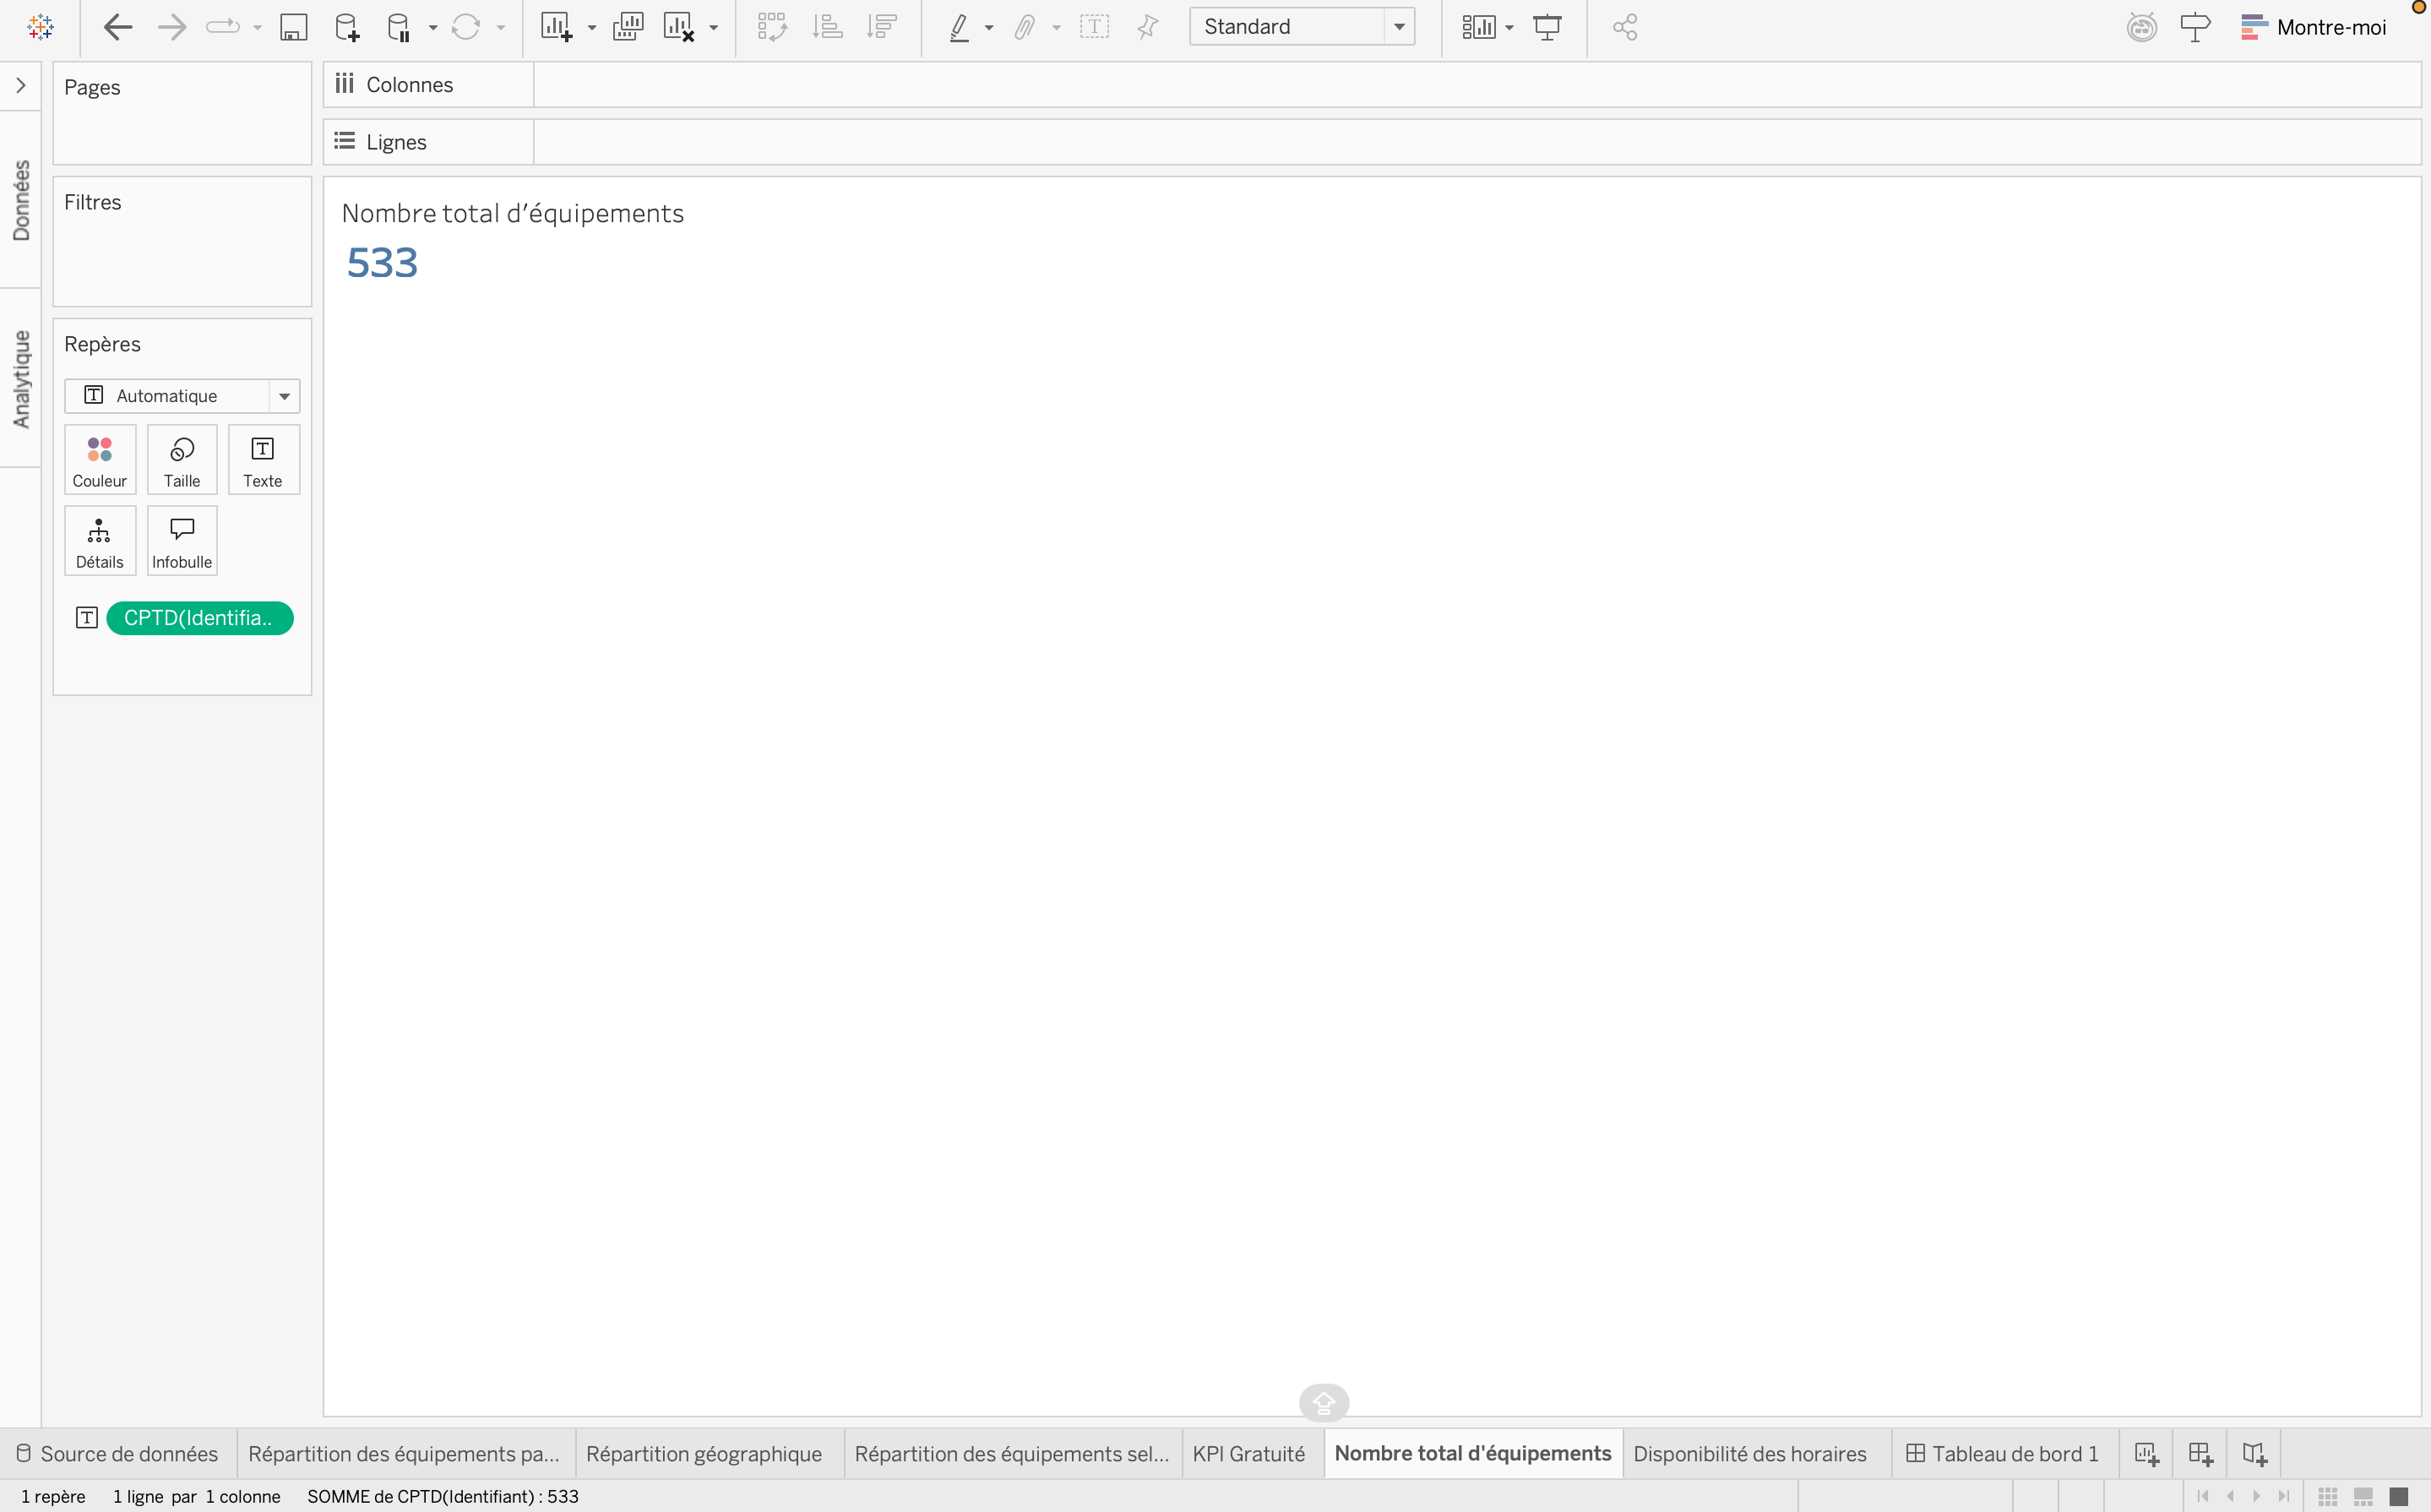 Standard
Montre-moi
Données
Analytique
Pages
Filtres
Repères
Automatique
Couleur
Taille
Texte
Détails
Infobulle
CPTD(Identifia..
Colonnes
Lignes
Nombre total d’équipements
533
Source de données
Répartition des équipements pa...
Répartition géographique
Répartition des équipements sel...
KPI Gratuité
Nombre total d'équipements
Disponibilité des horaires
Tableau de bord 1
1 repère
1 ligne par 1 colonne
SOMME de CPTD(Identifiant) : 533